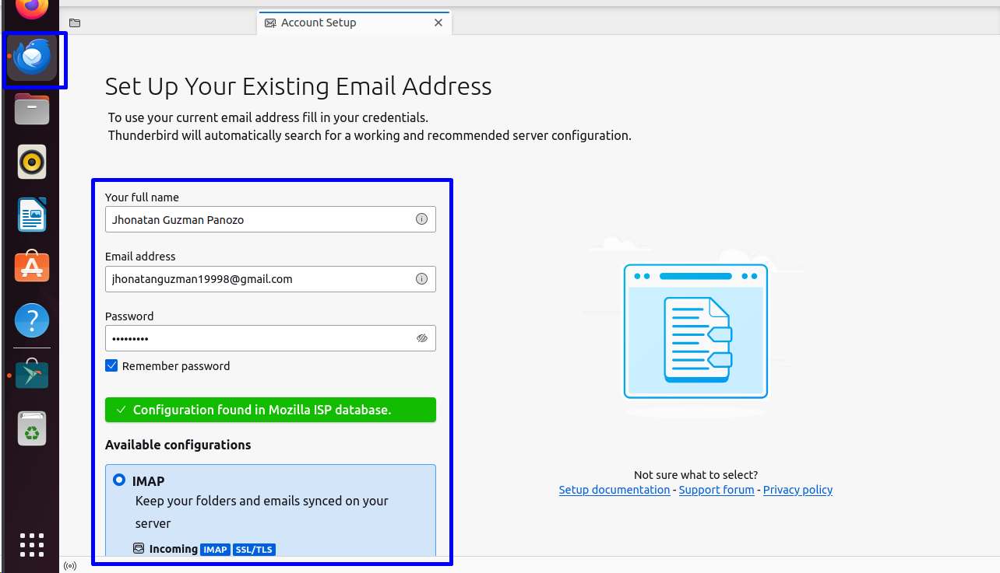 Account Setup
Set Up Your Existing Email Address
To use your current email address fill in your credentials.
Thunderbird will automatically search for a working and recommended server configuration.
Your full name
Jhonatan Guzman Panozo
Email address
jhonatanguzman19998@gmail.com
Password
•••••••••
Remember password
Configuration found in Mozilla ISP database.
Available configurations
IMAP
Keep your folders and emails synced on your
server
Incoming IMAP SSL/TLS
Not sure what to select?
Setup documentation - Support forum - Privacy policy